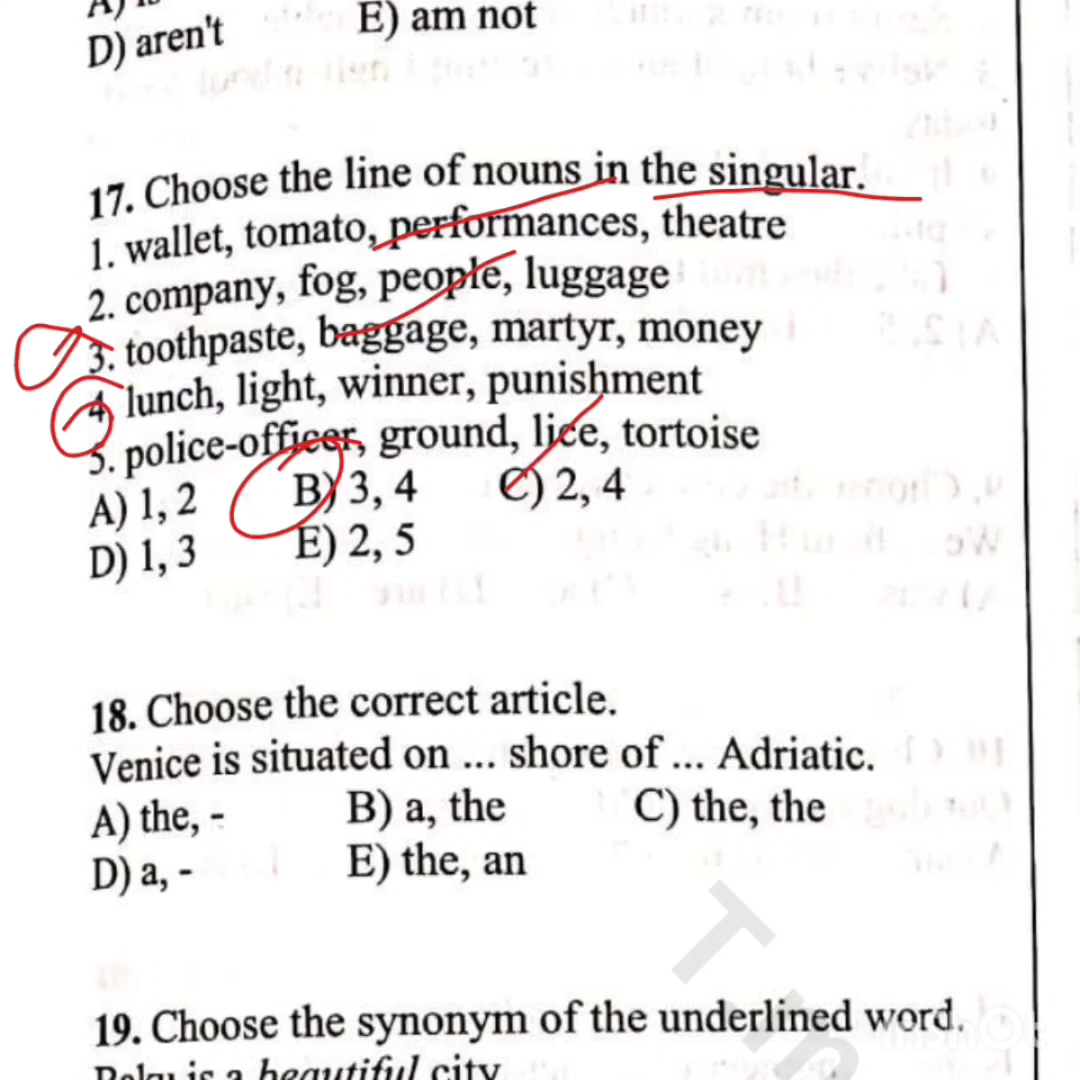 D) aren't E) am not
17. Choose the line of nouns in the singular.
1. wallet, tomato, performances, theatre
2. company, fog, people, luggage
3. toothpaste, baggage, martyr, money
4. lunch, light, winner, punishment
5. police-officer, ground, lice, tortoise
A) 1, 2 B) 3, 4 C) 2, 4
D) 1, 3 E) 2, 5
18. Choose the correct article.
Venice is situated on ... shore of ... Adriatic.
A) the, - B) a, the C) the, the
D) a, - E) the, an
19. Choose the synonym of the underlined word.
is a beautiful city